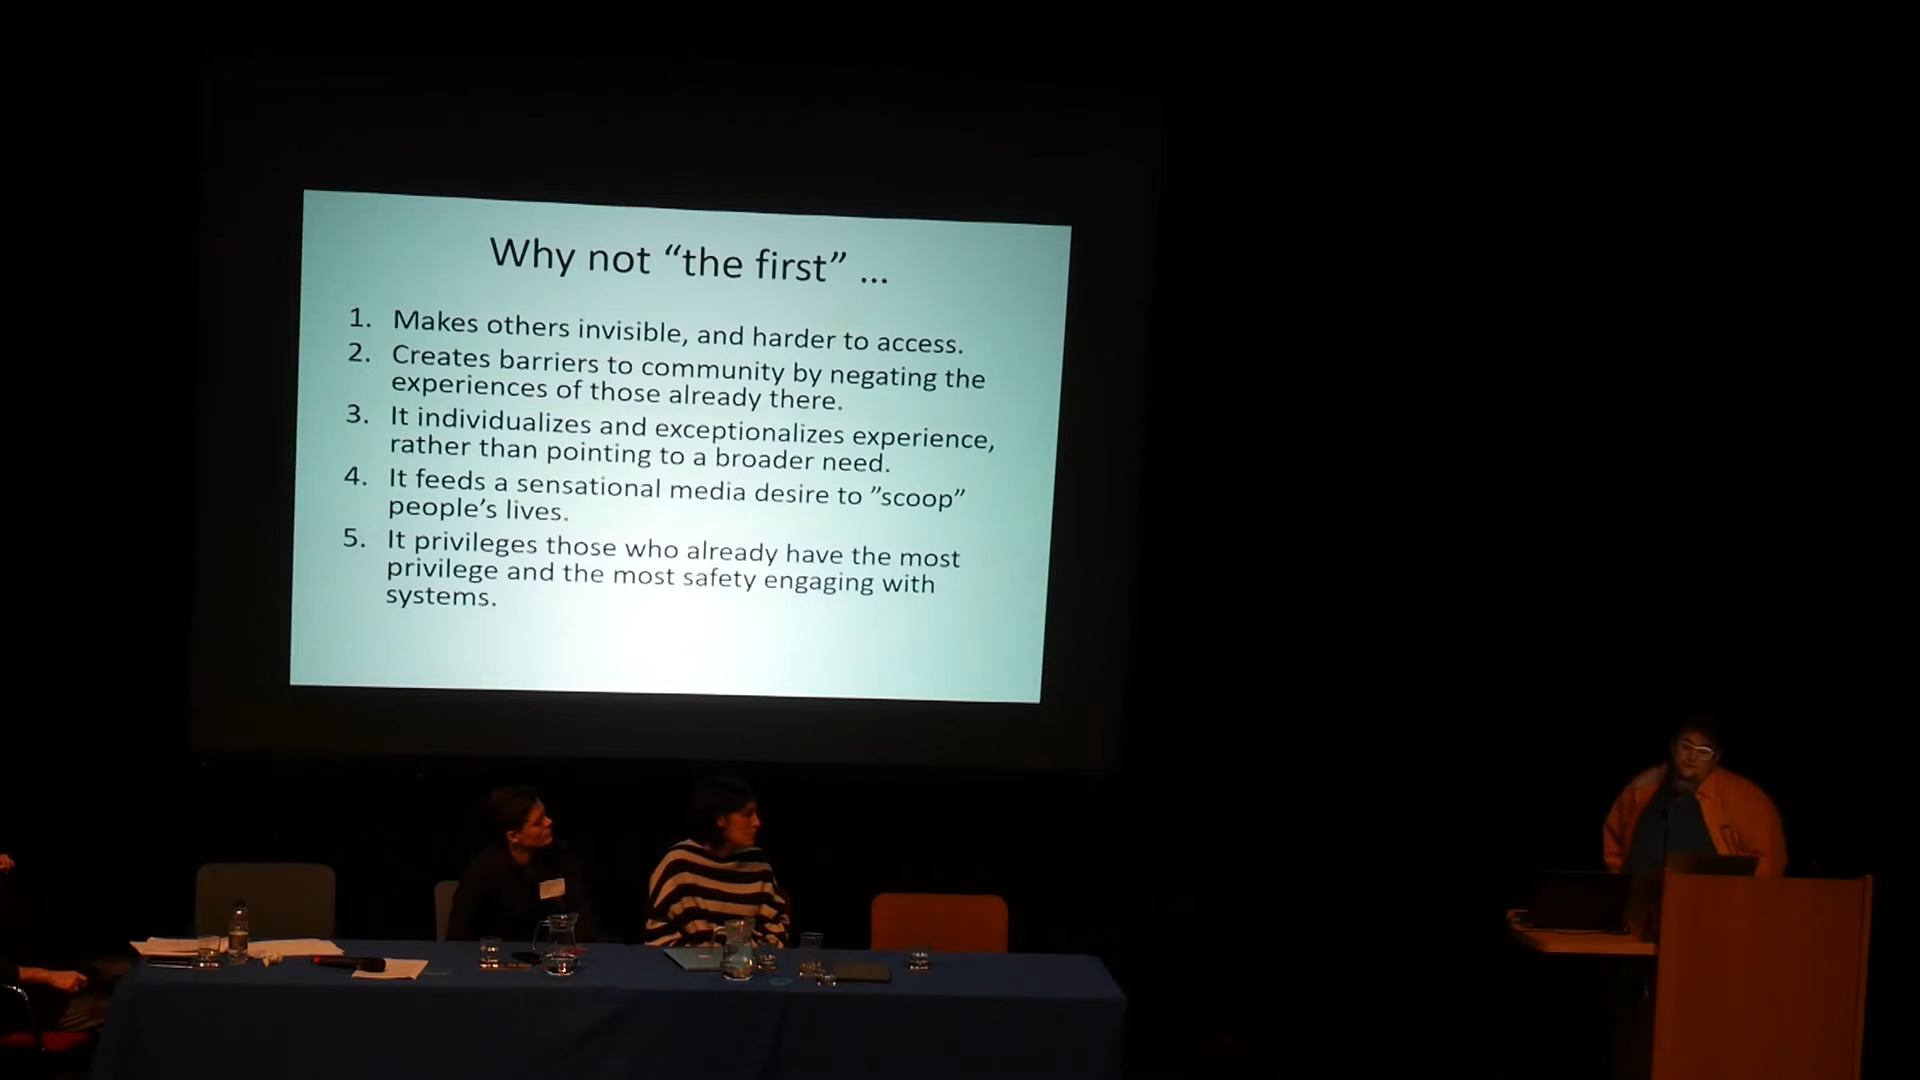 Why not “the first” ...
1. Makes others invisible, and harder to access.
2. Creates barriers to community by negating the
experiences of those already there.
3. It individualizes and exceptionalizes experience,
rather than pointing to a broader need.
4. It feeds a sensational media desire to ”scoop”
people’s lives.
5. It privileges those who already have the most
privilege and the most safety engaging with
systems.